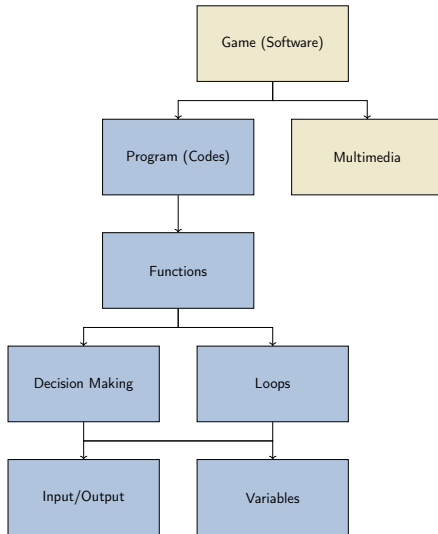 Game (Software)
Program (Codes)
Multimedia
Functions
Decision Making
Loops
Input/Output
Variables